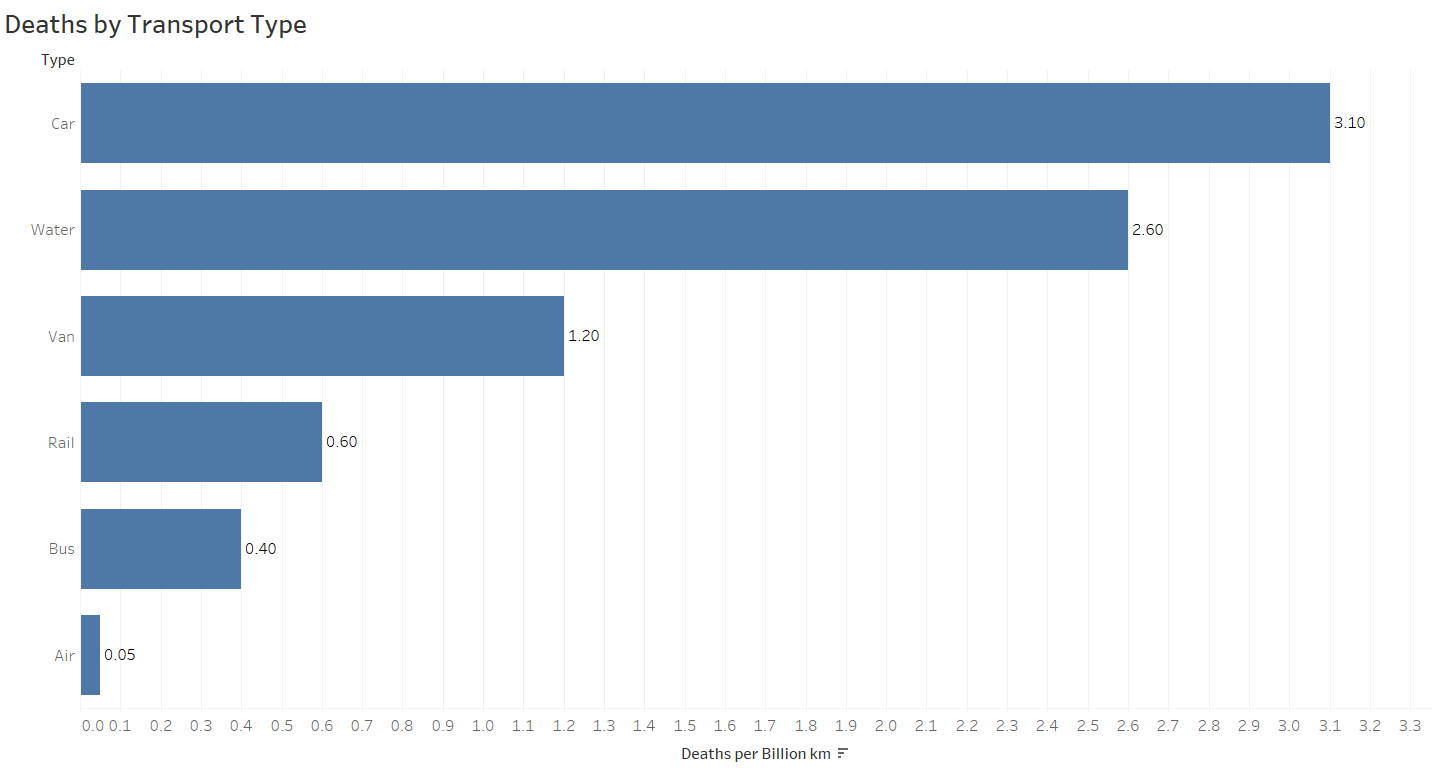 Deaths by Transport Type
Type
Car 3.10
Water 2.60
Van 1.20
Rail 0.60
Bus 0.40
Air 0.05
0.0 0.1 0.2 0.3 0.4 0.5 0.6 0.7 0.8 0.9 1.0 1.1 1.2 1.3 1.4 1.5 1.6 1.7 1.8 1.9 2.0 2.1 2.2 2.3 2.4 2.5 2.6 2.7 2.8 2.9 3.0 3.1 3.2 3.3
Deaths per Billion km